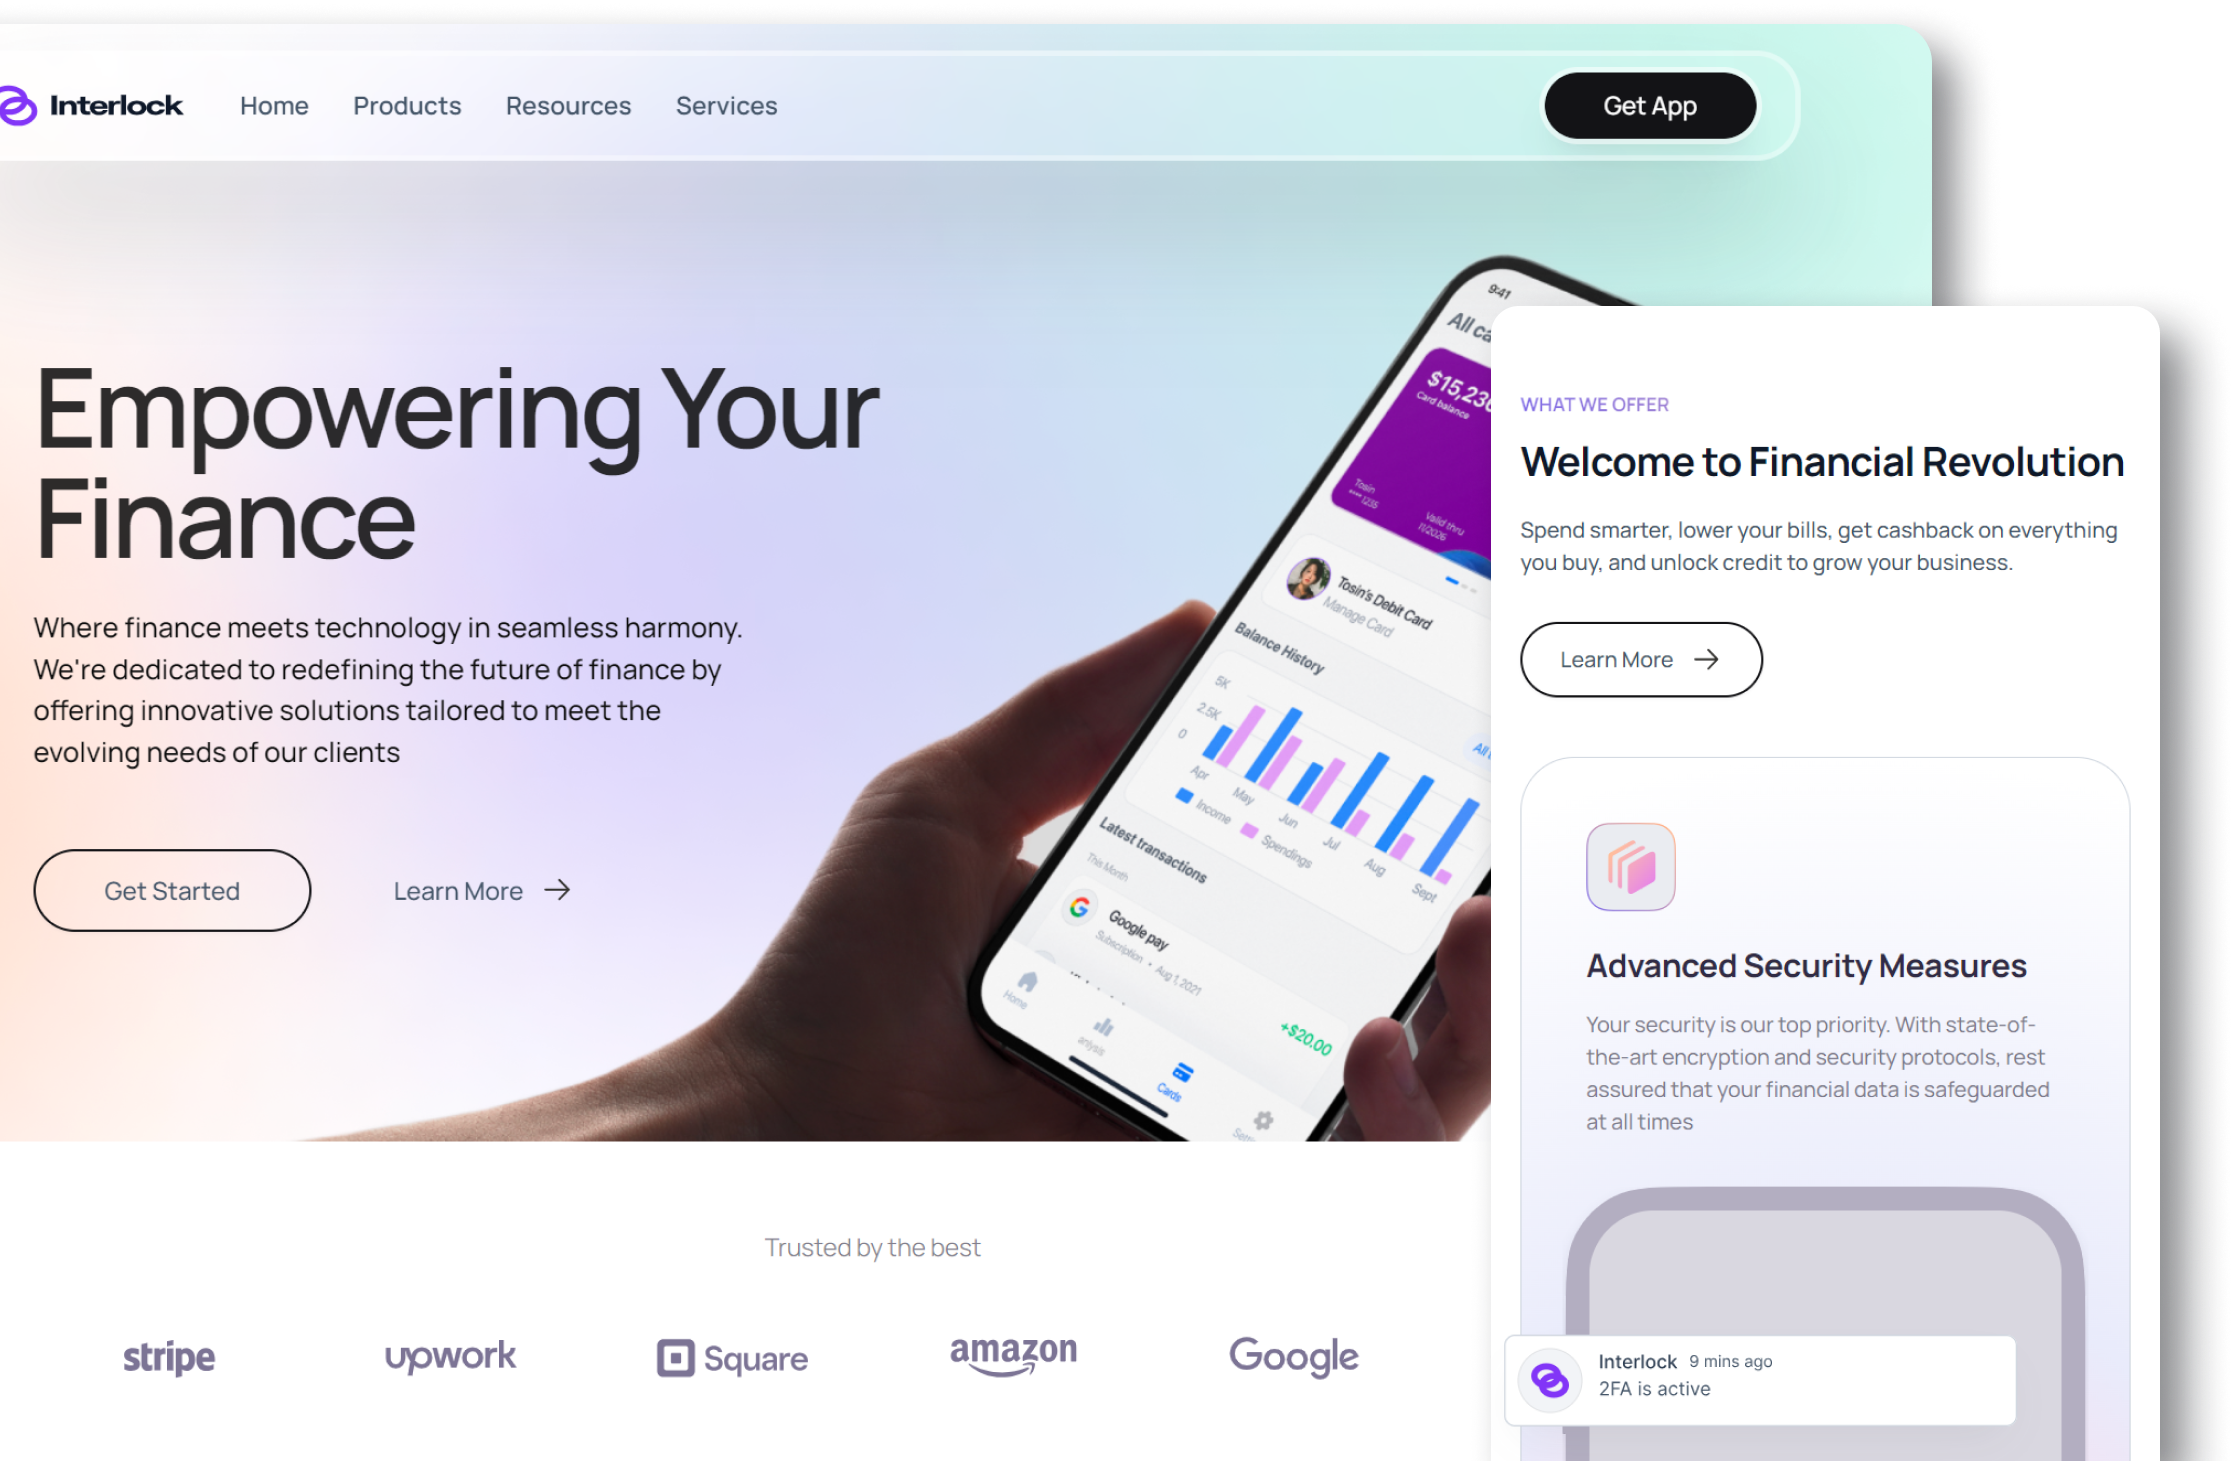 Interlock
Home
Products
Resources
Services
Get App
Empowering Your
Finance
Where finance meets technology in seamless harmony.
We're dedicated to redefining the future of finance by
offering innovative solutions tailored to meet the
evolving needs of our clients
Get Started
Learn More
9:41
All
Card balance
Tosin
1235
Valid thru
11/2026
Tosin's Debit Card
Manage Card
Balance History
All
5K
2.5K
0
Apr
May
Jun
Jul
Aug
Sept
Income
Spendings
Latest transactions
This Month
Google pay
Subscription • Aug 1, 2021
+$20.00
Home
anlysis
Cards
Trusted by the best
stripe
upwork
Square
amazon
Google
WHAT WE OFFER
Welcome to Financial Revolution
Spend smarter, lower your bills, get cashback on everything
you buy, and unlock credit to grow your business.
Learn More
Advanced Security Measures
Your security is our top priority. With state-of-
the-art encryption and security protocols, rest
assured that your financial data is safeguarded
at all times
Interlock 9 mins ago
2FA is active